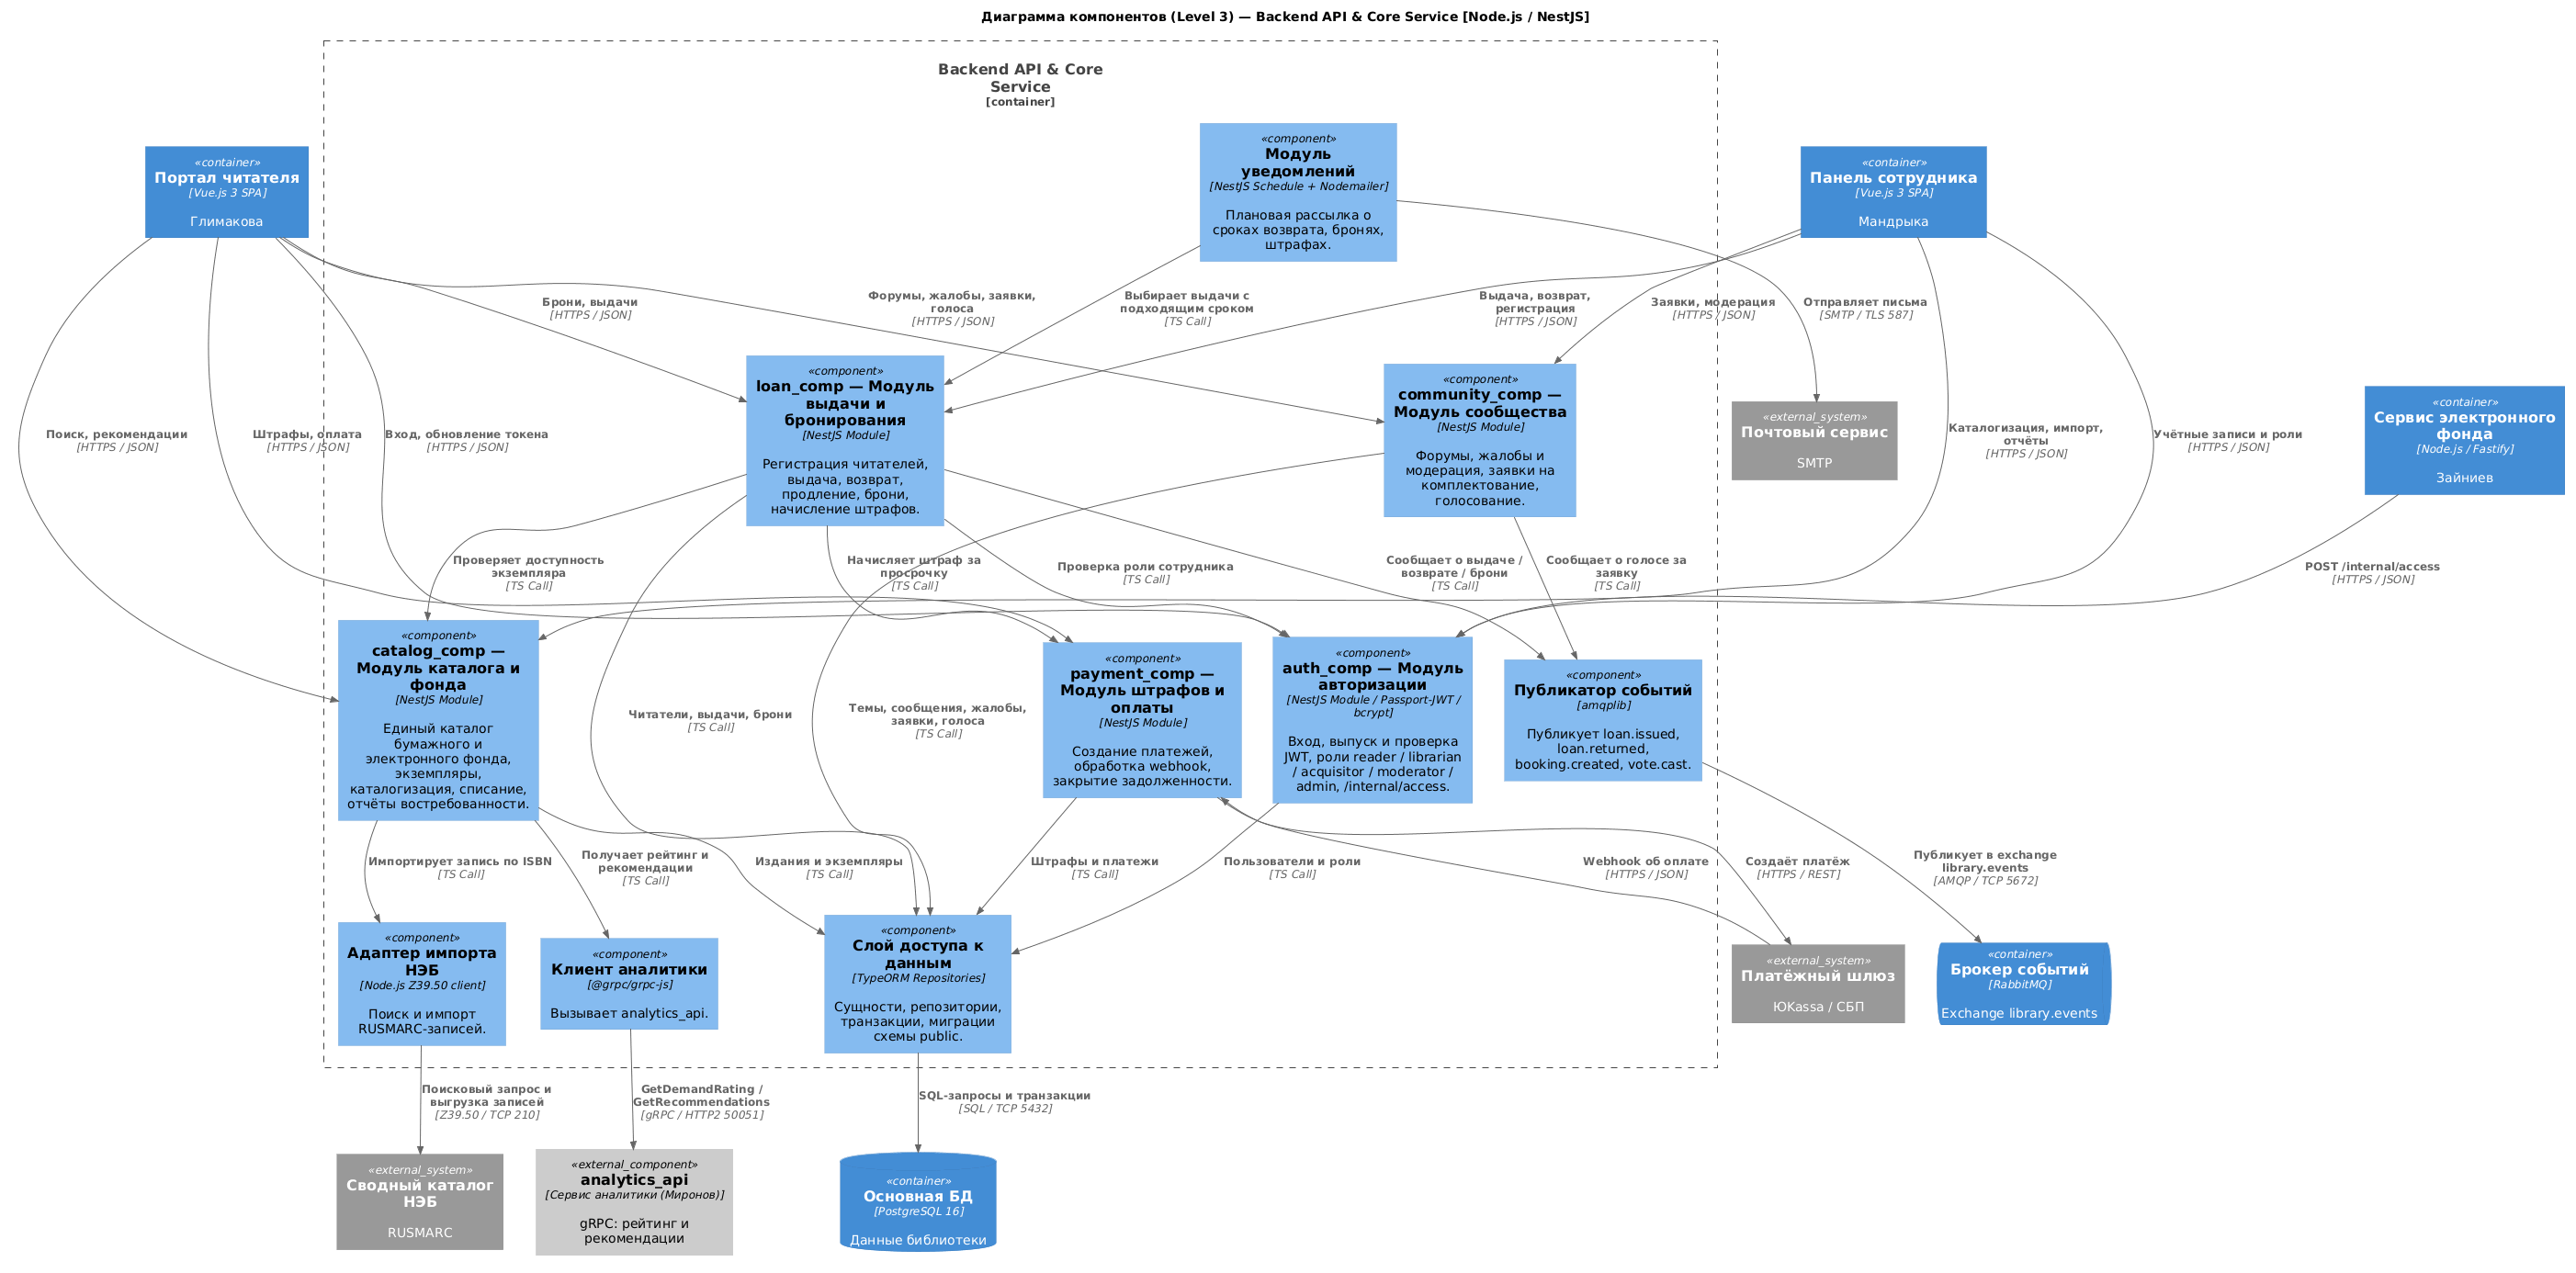 Диаграмма компонентов (Level 3) — Backend API & Core Service [Node.js / NestJS]
Backend API & Core
Service
[container]
«component»
Модуль
уведомлений
[NestJS Schedule + Nodemailer]
Плановая рассылка о
сроках возврата, бронях,
штрафах.
«container»
Портал читателя
[Vue.js 3 SPA]
Глимакова
«container»
Панель сотрудника
[Vue.js 3 SPA]
Мандрыка
Брони, выдачи
[HTTPS / JSON]
Форумы, жалобы, заявки,
голоса
[HTTPS / JSON]
Выбирает выдачи с
подходящим сроком
[TS Call]
Выдача, возврат,
регистрация
[HTTPS / JSON]
Заявки, модерация
[HTTPS / JSON]
Отправляет письма
[SMTP / TLS 587]
«component»
loan_comp — Модуль
выдачи и
бронирования
[NestJS Module]
Регистрация читателей,
выдача, возврат,
продление, брони,
начисление штрафов.
«component»
community_comp —
Модуль сообщества
[NestJS Module]
Форумы, жалобы и
модерация, заявки на
комплектование,
голосование.
«external_system»
Почтовый сервис
SMTP
«container»
Сервис электронного
фонда
[Node.js / Fastify]
Зайниев
Поиск, рекомендации
[HTTPS / JSON]
Штрафы, оплата
[HTTPS / JSON]
Вход, обновление токена
[HTTPS / JSON]
Каталогизация, импорт,
отчёты
[HTTPS / JSON]
Учётные записи и роли
[HTTPS / JSON]
Проверяет доступность
экземпляра
[TS Call]
Начисляет штраф за
просрочку
[TS Call]
Проверка роли сотрудника
[TS Call]
Сообщает о выдаче /
возврате / брони
[TS Call]
Сообщает о голосе за
заявку
[TS Call]
POST /internal/access
[HTTPS / JSON]
«component»
catalog_comp —
Модуль каталога и
фонда
[NestJS Module]
Единый каталог
бумажного и
электронного фонда,
экземпляры,
каталогизация, списание,
отчёты востребованности.
Читатели, выдачи, брони
[TS Call]
Темы, сообщения, жалобы,
заявки, голоса
[TS Call]
«component»
payment_comp —
Модуль штрафов и
оплаты
[NestJS Module]
Создание платежей,
обработка webhook,
закрытие задолженности.
«component»
auth_comp — Модуль
авторизации
[NestJS Module / Passport-JWT /
bcrypt]
Вход, выпуск и проверка
JWT, роли reader / librarian
/ acquisitor / moderator /
admin, /internal/access.
«component»
Публикатор событий
[amqplib]
Публикует loan.issued,
loan.returned,
booking.created, vote.cast.
Импортирует запись по ISBN
[TS Call]
Получает рейтинг и
рекомендации
[TS Call]
Издания и экземпляры
[TS Call]
Штрафы и платежи
[TS Call]
Пользователи и роли
[TS Call]
Webhook об оплате
[HTTPS / JSON]
Создаёт платёж
[HTTPS / REST]
Публикует в exchange
library.events
[AMQP / TCP 5672]
«component»
Адаптер импорта
НЭБ
[Node.js Z39.50 client]
Поиск и импорт
RUSMARC-записей.
«component»
Клиент аналитики
[@grpc/grpc-js]
Вызывает analytics_api.
«component»
Слой доступа к
данным
[TypeORM Repositories]
Сущности, репозитории,
транзакции, миграции
схемы public.
«external_system»
Платёжный шлюз
ЮKassa / СБП
«container»
Брокер событий
[RabbitMQ]
Exchange library.events
Поисковый запрос и
выгрузка записей
[Z39.50 / TCP 210]
GetDemandRating /
GetRecommendations
[gRPC / HTTP2 50051]
SQL-запросы и транзакции
[SQL / TCP 5432]
«external_system»
Сводный каталог
НЭБ
RUSMARC
«external_component»
analytics_api
[Сервис аналитики (Миронов)]
gRPC: рейтинг и
рекомендации
«container»
Основная БД
[PostgreSQL 16]
Данные библиотеки